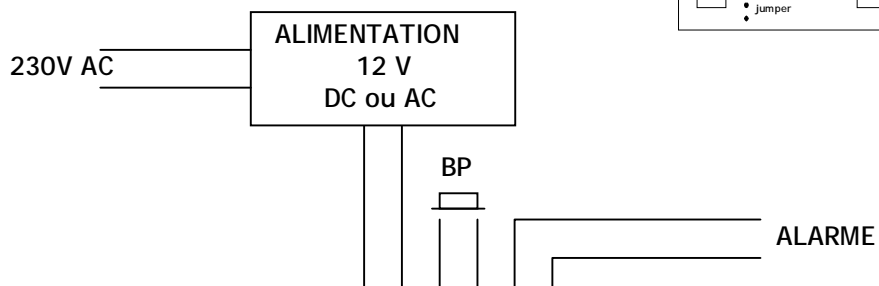 jumper
ALIMENTATION
230V AC
12 V
DC ou AC
BP
ALARME